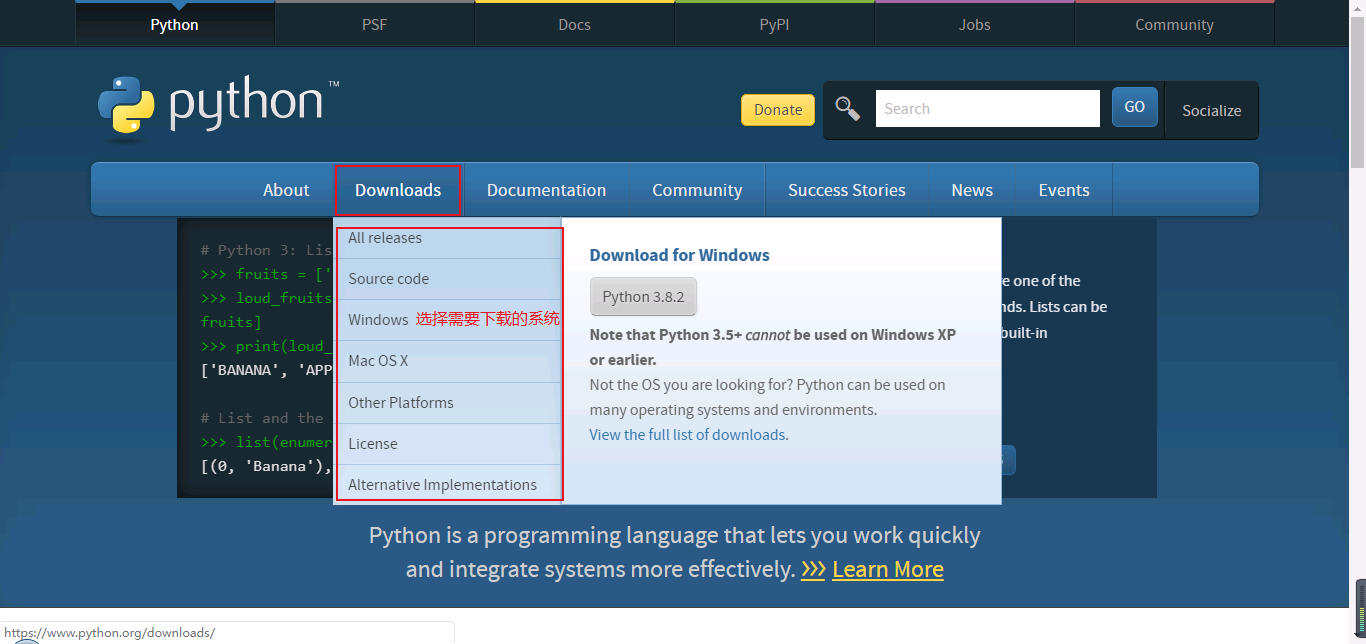 Python
PSF
Docs
PyPI
Jobs
Community
python™
Donate
Search
GO
Socialize
About
Downloads
Documentation
Community
Success Stories
News
Events
# Python 3: Lis
>>> fruits = ['
>>> loud_fruits
fruits]
>>> print(loud_
['BANANA', 'APP
# List and the
>>> list(enumer
[(0, 'Banana'),
All releases
Source code
Windows 选择需要下载的系统
Mac OS X
Other Platforms
License
Alternative Implementations
Download for Windows
Python 3.8.2
Note that Python 3.5+ cannot be used on Windows XP
or earlier.
Not the OS you are looking for? Python can be used on
many operating systems and environments.
View the full list of downloads.
e one of the
nds. Lists can be
built-in
Python is a programming language that lets you work quickly
and integrate systems more effectively. >>> Learn More
https://www.python.org/downloads/